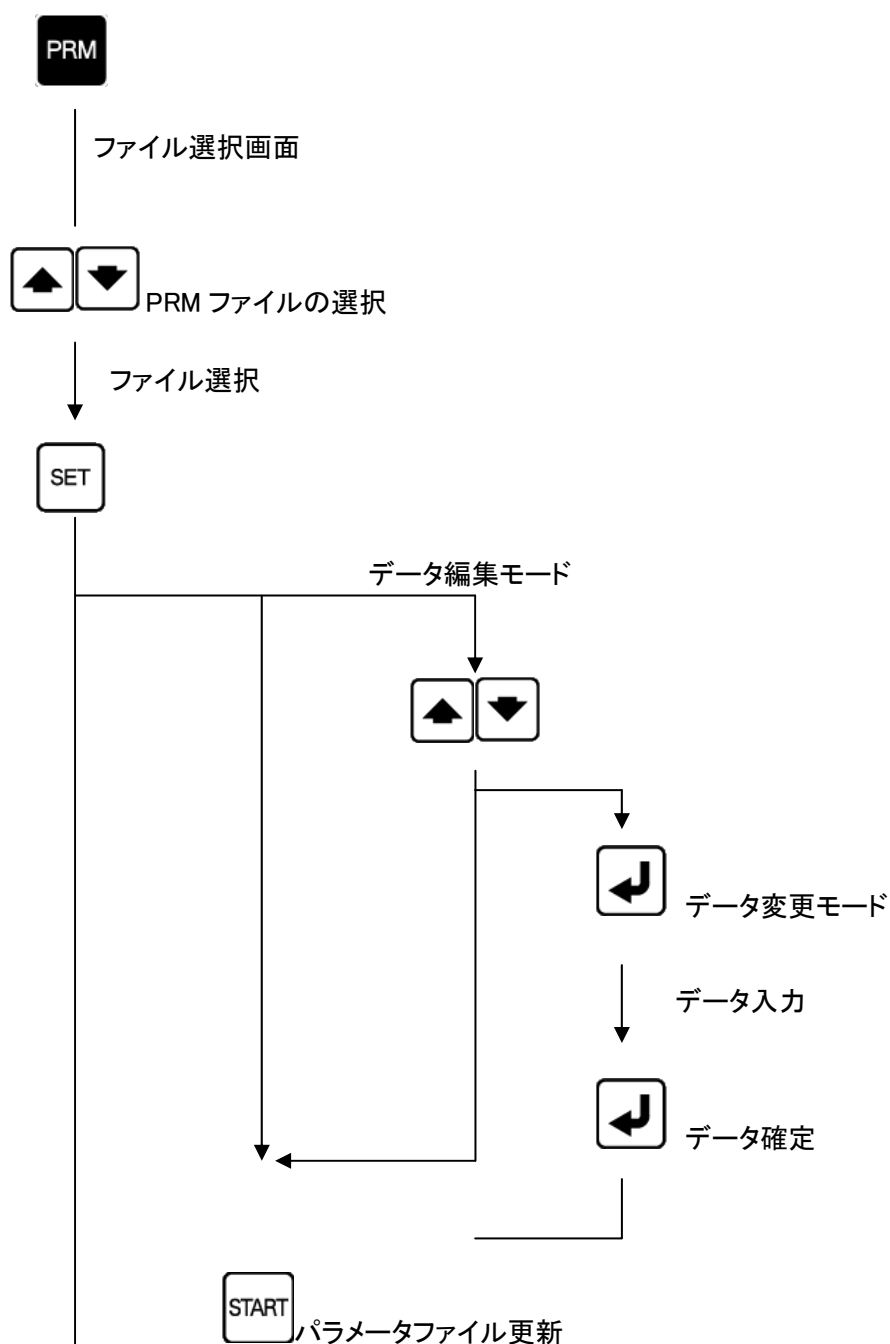 PRM
ファイル選択画面
PRM ファイルの選択
ファイル選択
SET
データ編集モード
データ変更モード
データ入力
データ確定
START
パラメータファイル更新